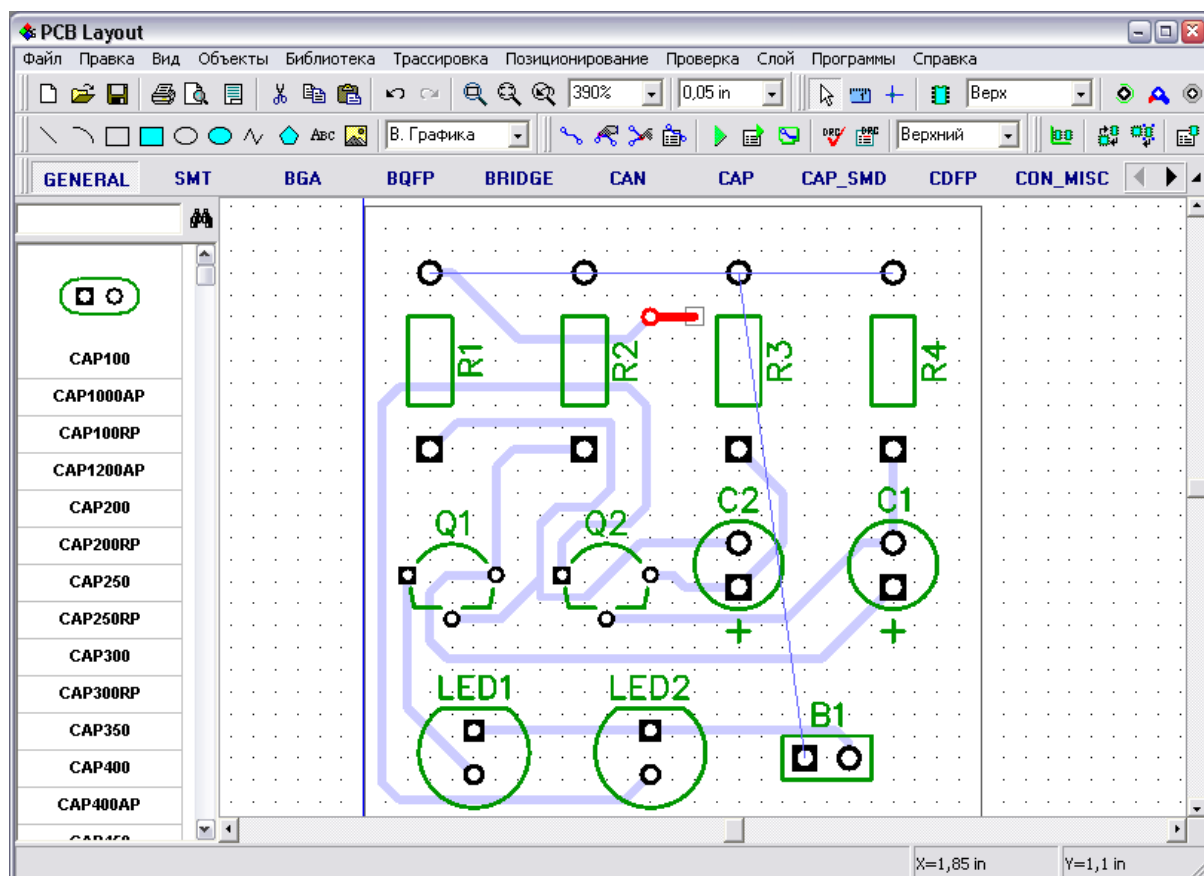 PCB Layout
Файл Правка Вид Объекты Библиотека Трассировка Позиционирование Проверка Слой Программы Справка
390% 0,05 in Верх
ABC В. Графика DRC DRC Верхний
GENERAL SMT BGA BQFP BRIDGE CAN CAP CAP_SMD CDFP CON_MISC
CAP100
CAP1000AP
CAP100RP
CAP1200AP
CAP200
CAP200RP
CAP250
CAP250RP
CAP300
CAP300RP
CAP350
CAP400
CAP400AP
R1 R2 R3 R4
C2 C1
Q1 Q2
+ +
LED1 LED2
B1
X=1,85 in Y=1,1 in